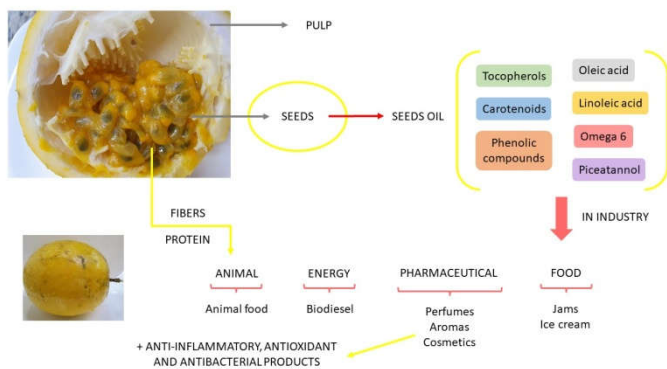 PULP
SEEDS
SEEDS OIL
Tocopherols
Oleic acid
Carotenoids
Linoleic acid
Phenolic
compounds
Omega 6
Piceatannol
FIBERS
PROTEIN
IN INDUSTRY
ANIMAL
ENERGY
PHARMACEUTICAL
FOOD
Animal food
Biodiesel
Perfumes
Aromas
Cosmetics
Jams
Ice cream
+ ANTI-INFLAMMATORY, ANTIOXIDANT
AND ANTIBACTERIAL PRODUCTS